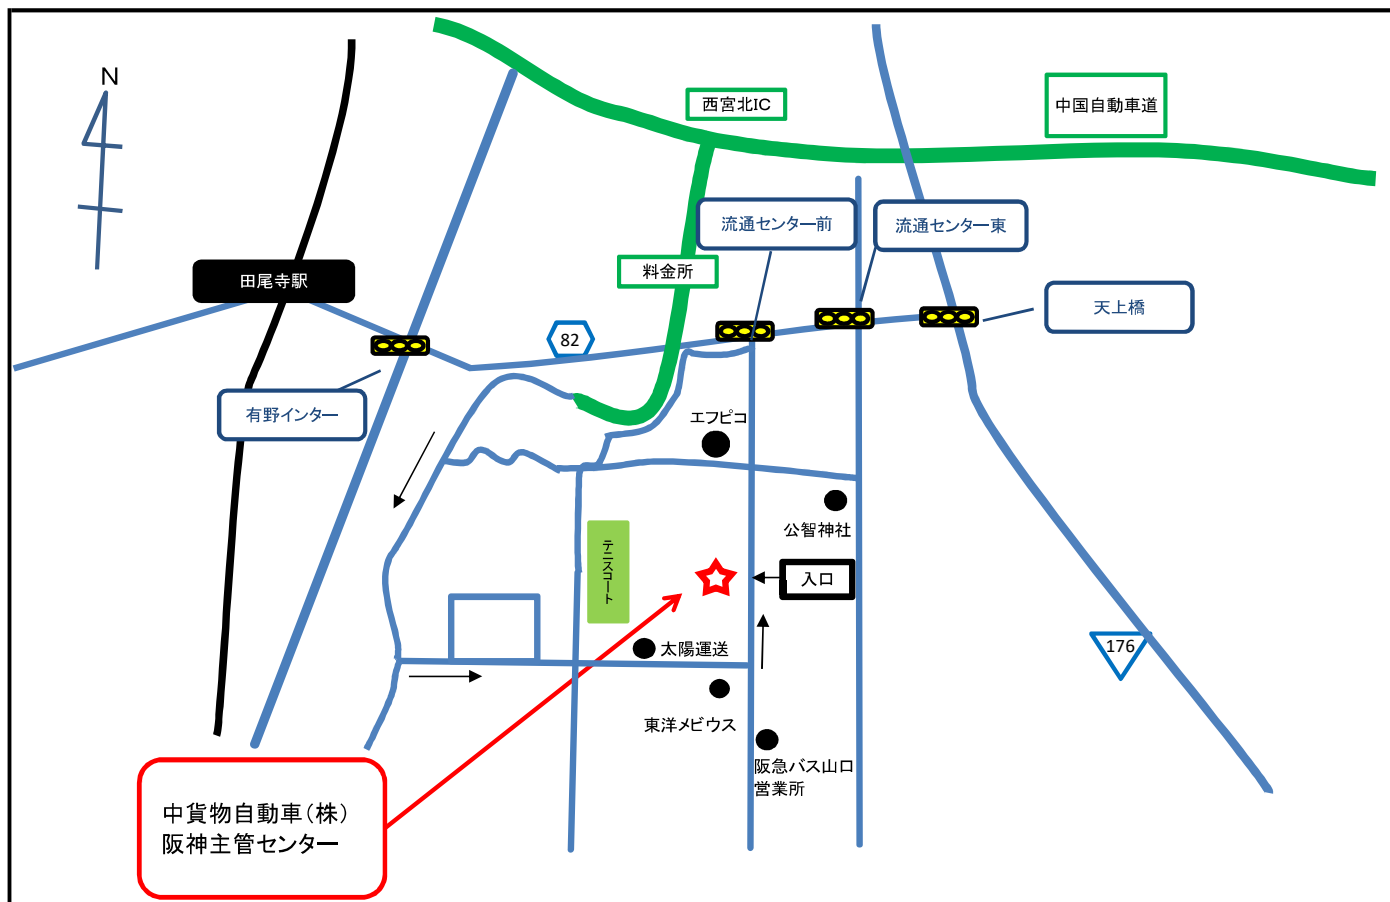 N
西宮北IC
中国自動車道
流通センター前
流通センター東
料金所
田尾寺駅
天上橋
82
有野インター
エフピコ
公智神社
テニスコート
入口
太陽運送
176
東洋メビウス
阪急バス山口
営業所
中貨物自動車(株)
阪神主管センター